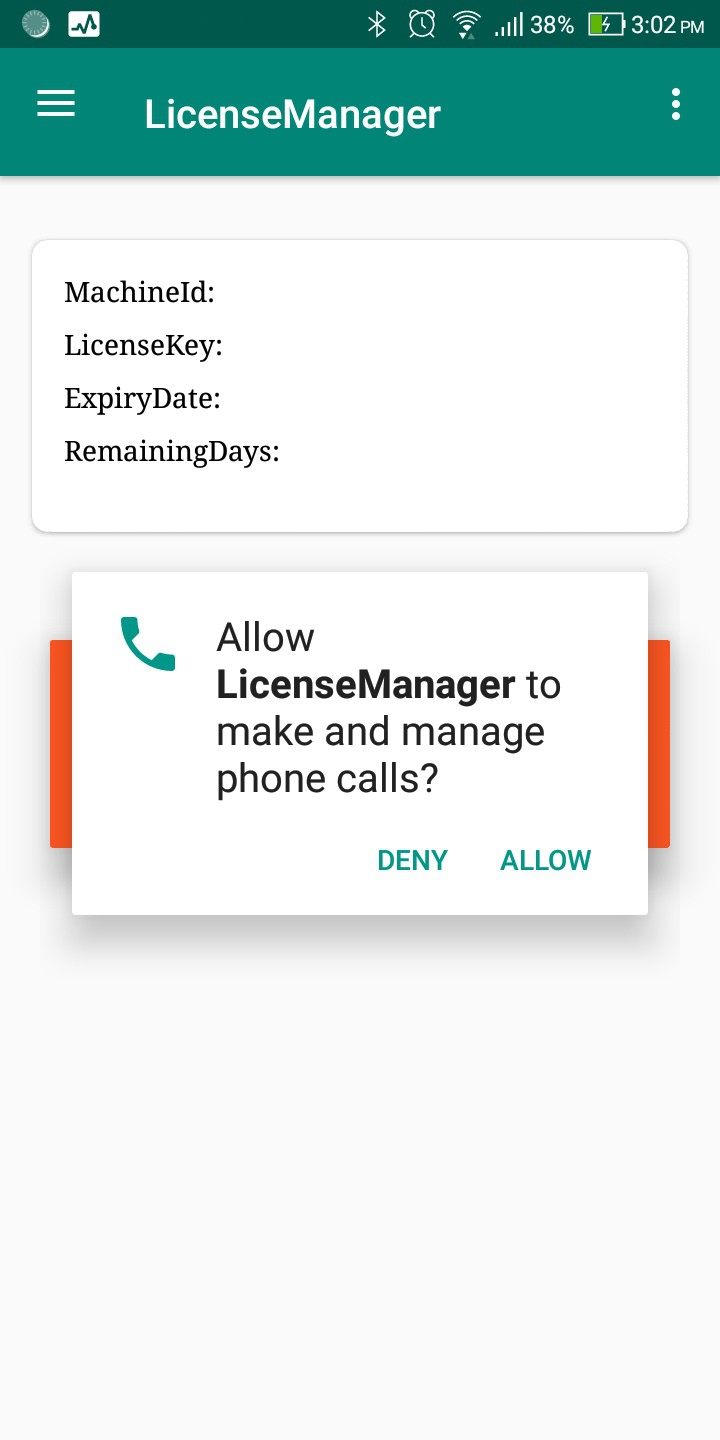 38% 3:02 PM
LicenseManager
MachineId:
LicenseKey:
ExpiryDate:
RemainingDays:
Allow
LicenseManager to
make and manage
phone calls?
DENY ALLOW